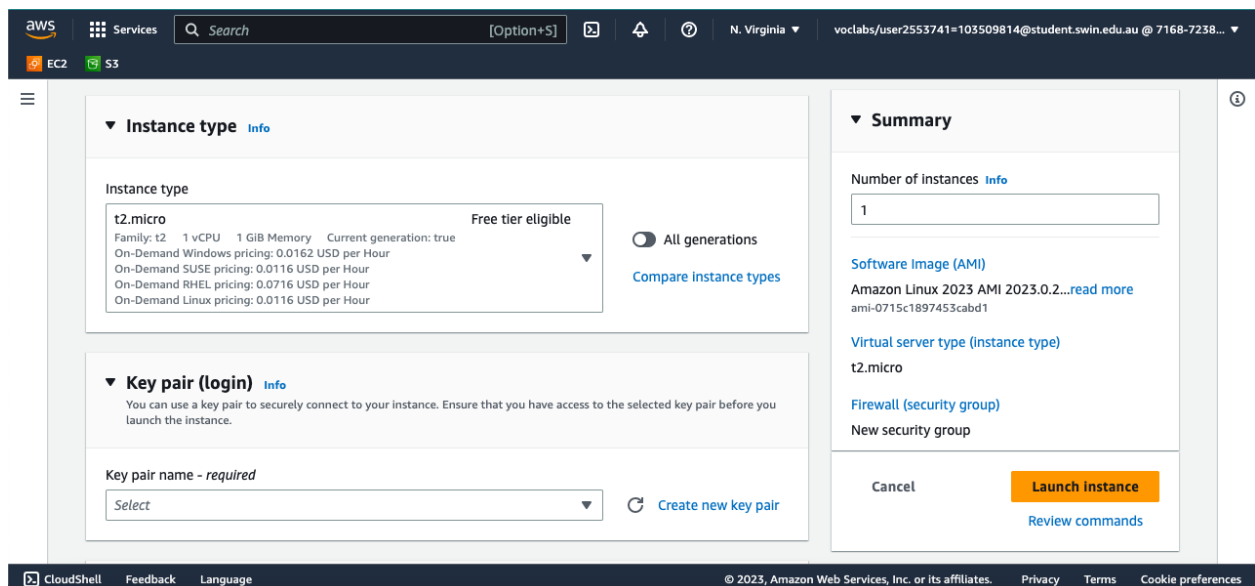 aws
Services
Search [Option+S]
N. Virginia
voclabs/user2553741=103509814@student.swin.edu.au @ 7168-7238...
EC2
S3
Instance type Info
Instance type
t2.micro Free tier eligible
Family: t2 1 vCPU 1 GiB Memory Current generation: true
On-Demand Windows pricing: 0.0162 USD per Hour
On-Demand SUSE pricing: 0.0116 USD per Hour
On-Demand RHEL pricing: 0.0716 USD per Hour
On-Demand Linux pricing: 0.0116 USD per Hour
All generations
Compare instance types
Key pair (login) Info
You can use a key pair to securely connect to your instance. Ensure that you have access to the selected key pair before you
launch the instance.
Key pair name - required
Select
Create new key pair
Summary
Number of instances Info
1
Software Image (AMI)
Amazon Linux 2023 AMI 2023.0.2...read more
ami-0715c1897453cabd1
Virtual server type (instance type)
t2.micro
Firewall (security group)
New security group
Cancel
Launch instance
Review commands
CloudShell Feedback Language
© 2023, Amazon Web Services, Inc. or its affiliates. Privacy Terms Cookie preferences